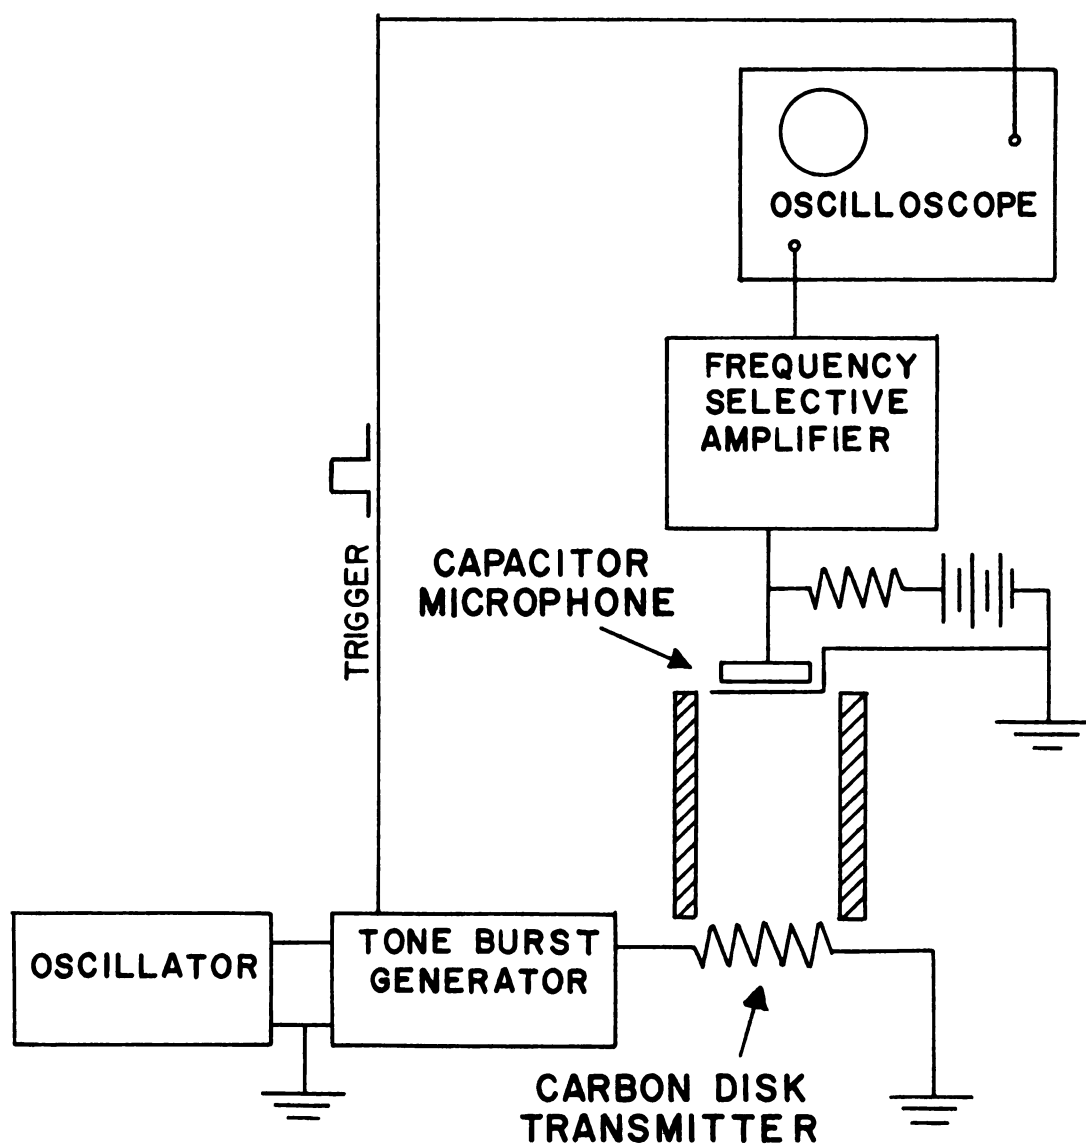 OSCILLOSCOPE
FREQUENCY
SELECTIVE
AMPLIFIER
CAPACITOR
MICROPHONE
TRIGGER
OSCILLATOR
TONE BURST
GENERATOR
CARBON DISK
TRANSMITTER